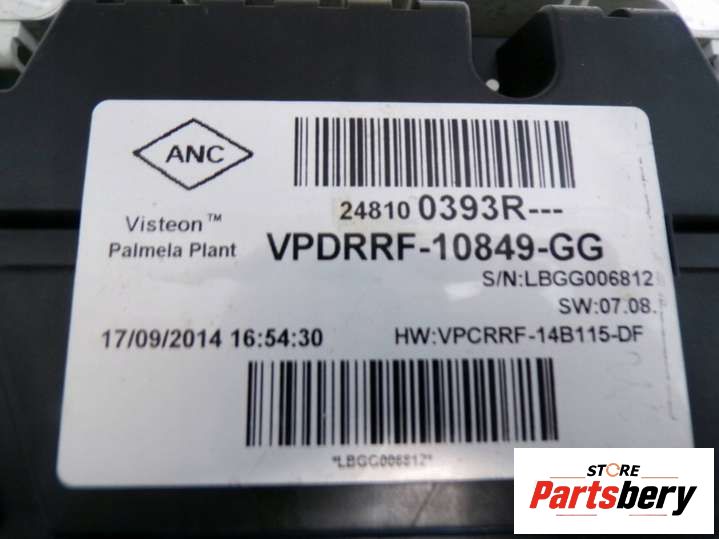 ANC
24810 0393R---
Visteon™
Palmela Plant
VPDRRF-10849-GG
S/N:LBGG006812
SW:07.08.
17/09/2014 16:54:30
HW:VPCRRF-14B115-DF
*LBGG006812*
STORE
Partsbery